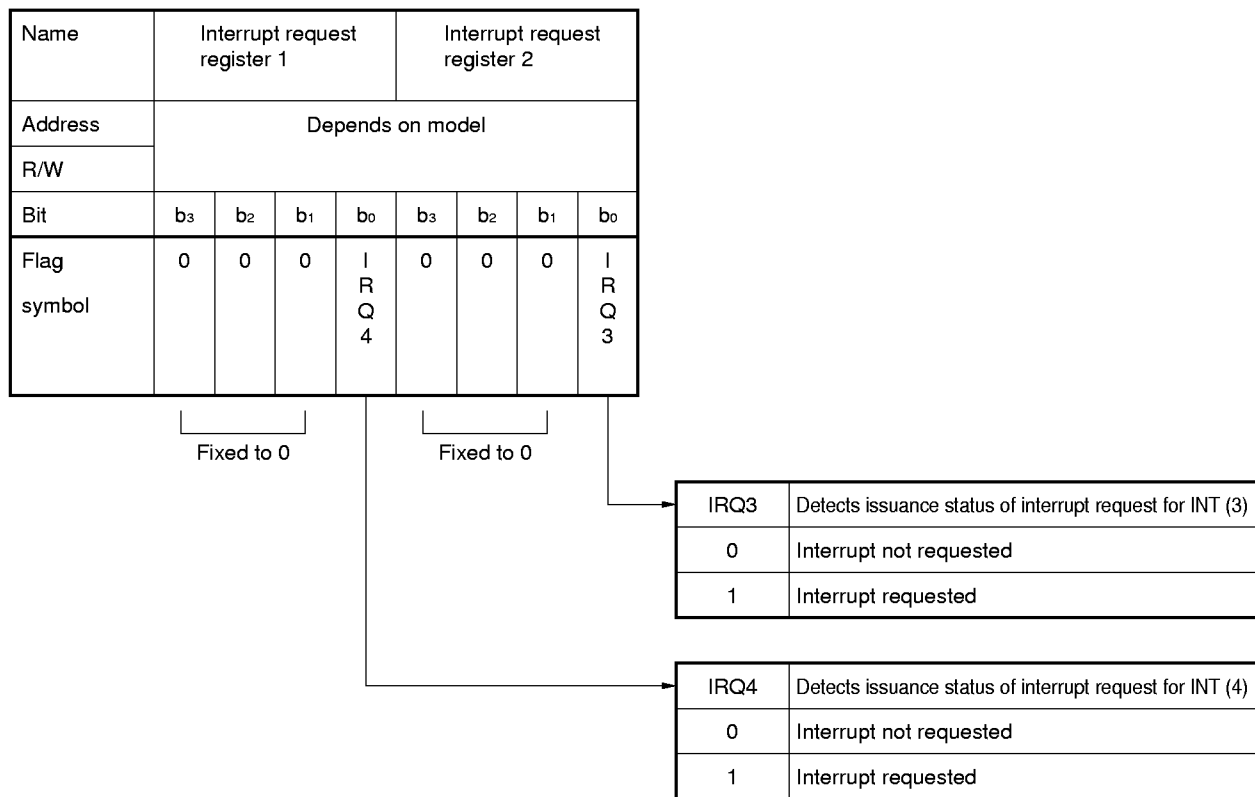 Name
Interrupt request
register 1
Interrupt request
register 2
Address
Depends on model
R/W
Bit
b3
b2
b1
b0
b3
b2
b1
b0
Flag
symbol
0
0
0
I
R
Q
4
0
0
0
I
R
Q
3
Fixed to 0
Fixed to 0
IRQ3
Detects issuance status of interrupt request for INT (3)
0
Interrupt not requested
1
Interrupt requested
IRQ4
Detects issuance status of interrupt request for INT (4)
0
Interrupt not requested
1
Interrupt requested